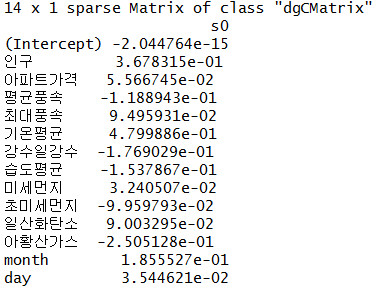 14 x 1 sparse Matrix of class "dgCMatrix"
s0
(Intercept) -2.044764e-15
인구 3.678315e-01
아파트가격 5.566745e-02
평균풍속 -1.188943e-01
최대풍속 9.495931e-02
기온평균 4.799886e-01
강수일강수 -1.769029e-01
습도평균 -1.537867e-01
미세먼지 3.240507e-02
초미세먼지 -9.959793e-02
일산화탄소 9.003295e-02
아황산가스 -2.505128e-01
month 1.855527e-01
day 3.544621e-02